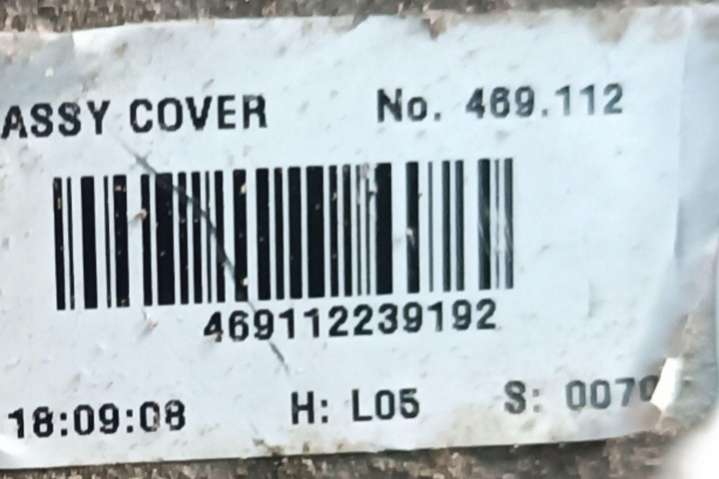 ASSY COVER No. 469.112
469112239192
18:09:08 H: L05 S: